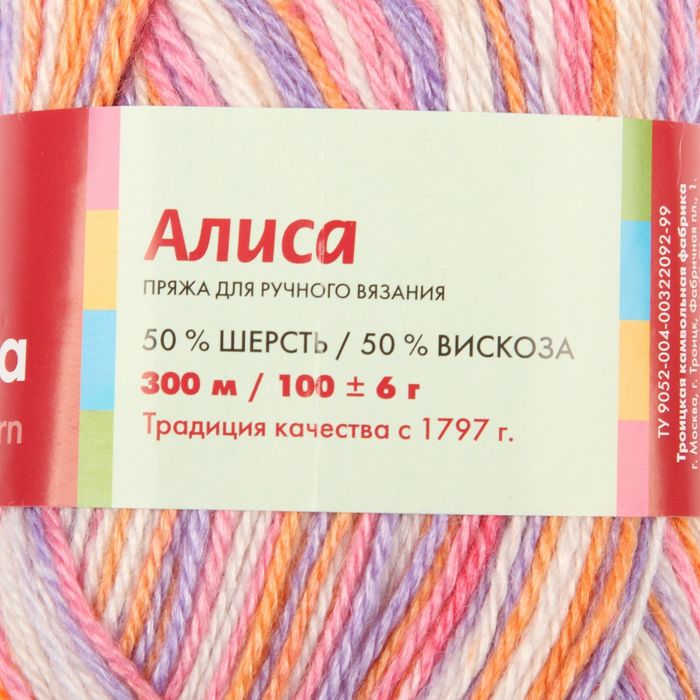 а
rn
Алиса
ПРЯЖА ДЛЯ РУЧНОГО ВЯЗАНИЯ
50 % ШЕРСТЬ / 50 % ВИСКОЗА
300 м / 100 ± 6 г
Традиция качества с 1797 г.
ТУ 9052-004-00322092-99
Троицкая камвольная фабрика
г. Москва, г. Троицк, Фабричная пл., 1.